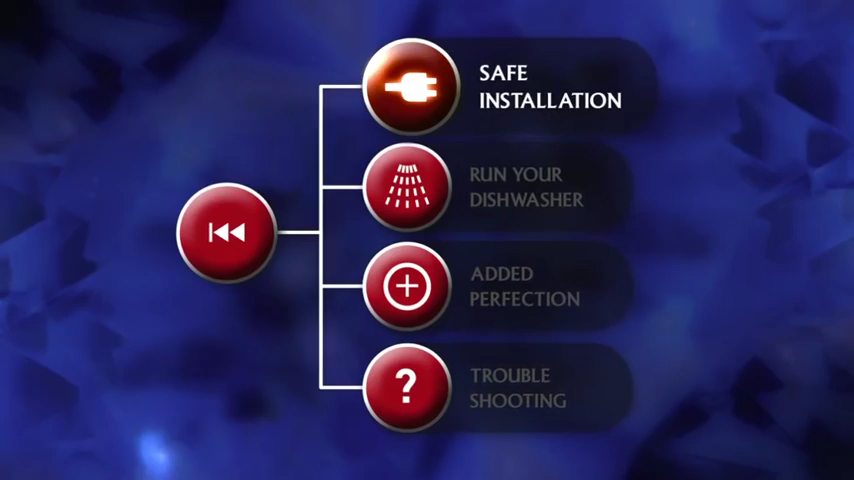 SAFE
INSTALLATION
RUN YOUR
DISHWASHER
ADDED
PERFECTION
?
TROUBLE
SHOOTING